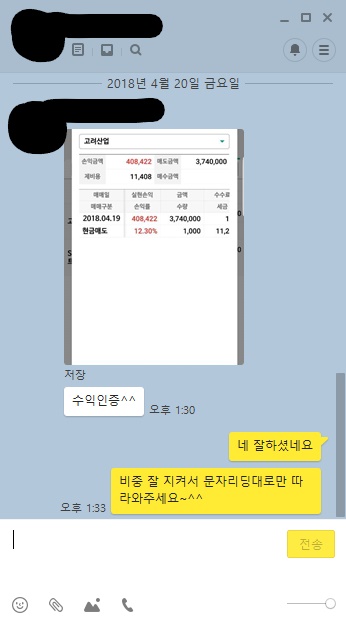 2018년 4월 20일 금요일
고려산업
손익금액 408,422 매도금액 3,740,000
제비용 11,408 매수금액
매매일 실현손익 금액 수수료
매매구분 손익률 수량 세금
2018.04.19 408,422 3,740,000 1
현금매도 12.30% 1,000 11,2
저장
수익인증^^
오후 1:30
네 잘하셨네요
비중 잘 지켜서 문자리딩대로만 따
라와주세요~^^
오후 1:33
전송